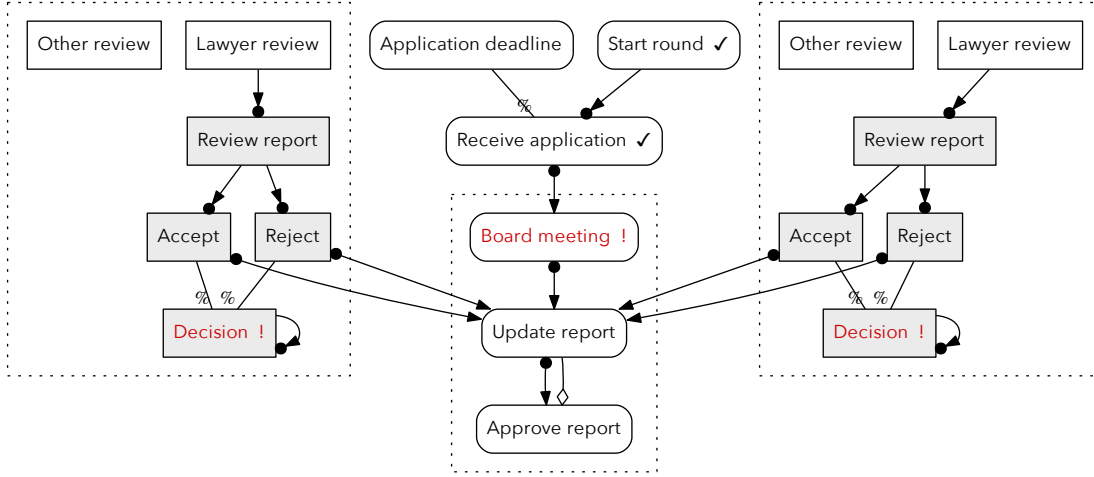 Other review
Lawyer review
Application deadline
Start round ✓
Other review
Lawyer review
%
Review report
Receive application ✓
Review report
Accept
Reject
Board meeting !
Accept
Reject
% %
% %
Decision !
Update report
Decision !
Approve report